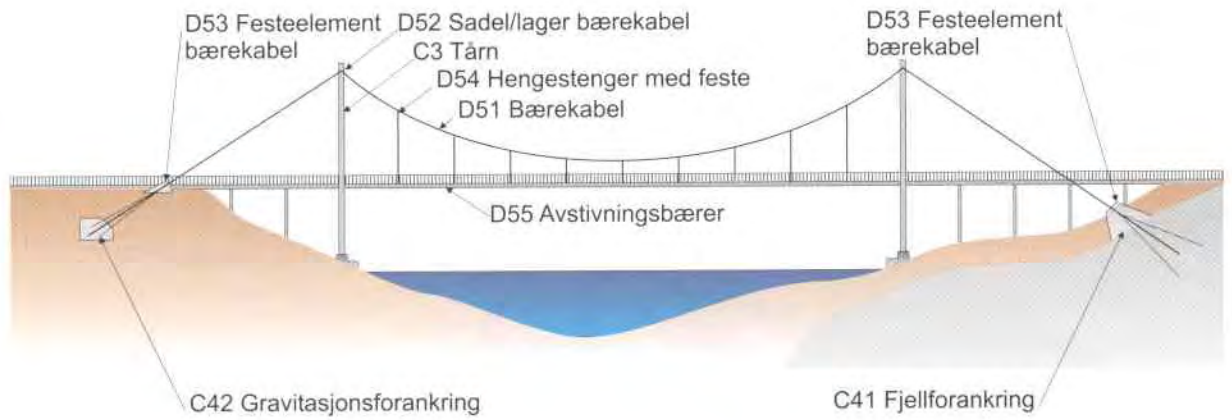 D53 Festeelement
bærekabel
D52 Sadel/lager bærekabel
C3 Tårn
D54 Hengestenger med feste
D51 Bærekabel
D53 Festeelement
bærekabel
D55 Avstivningsbærer
C42 Gravitasjonsforankring
C41 Fjellforankring